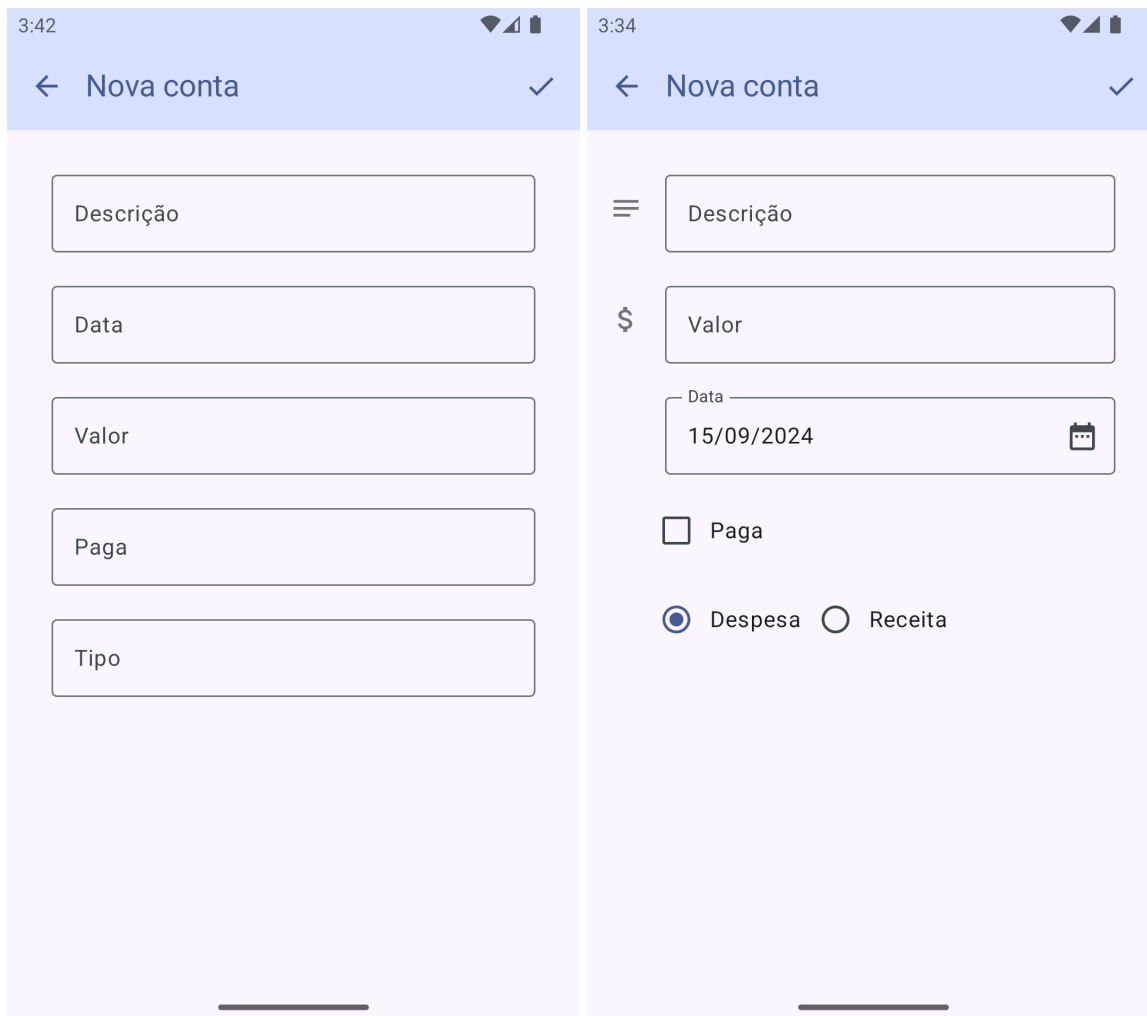 3:42
Nova conta
Descrição
Data
Valor
Paga
Tipo
3:34
Nova conta
Descrição
$
Valor
Data
15/09/2024
Paga
Despesa Receita